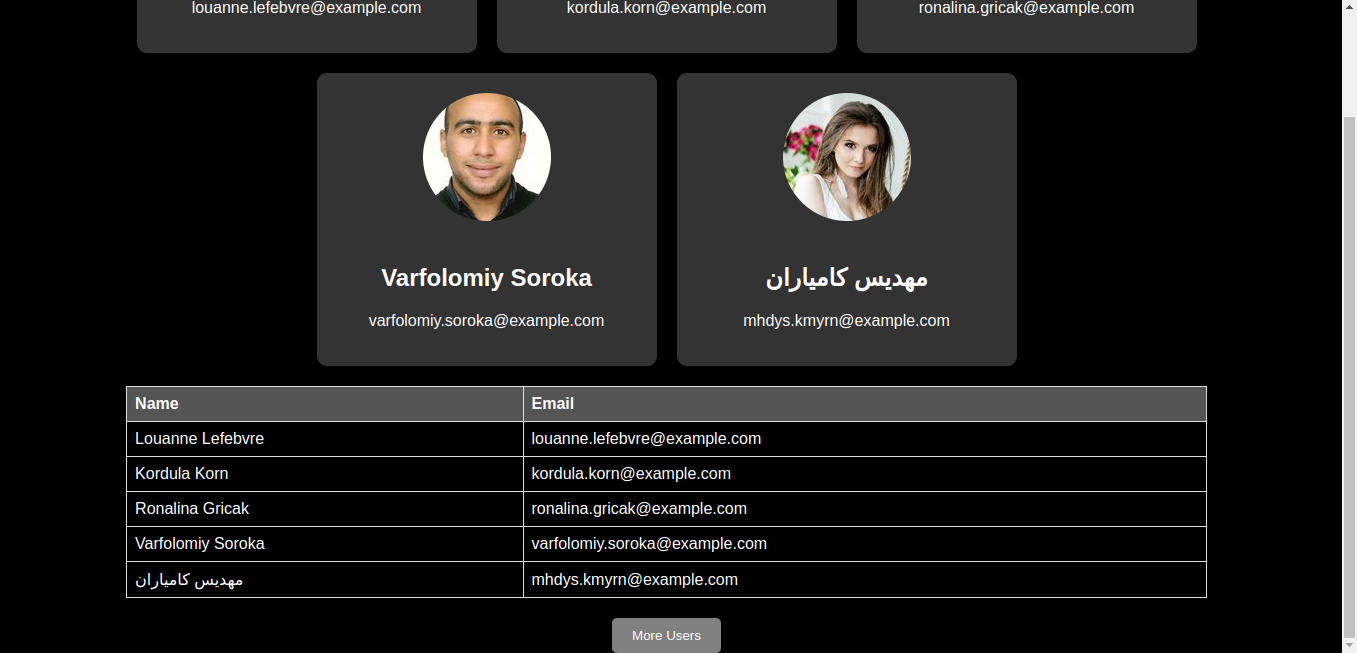 louanne.lefebvre@example.com kordula.korn@example.com ronalina.gricak@example.com
Varfolomiy Soroka مهدیس کامیاران
varfolomiy.soroka@example.com mhdys.kmyrn@example.com
Name Email
Louanne Lefebvre louanne.lefebvre@example.com
Kordula Korn kordula.korn@example.com
Ronalina Gricak ronalina.gricak@example.com
Varfolomiy Soroka varfolomiy.soroka@example.com
مهدیس کامیاران mhdys.kmyrn@example.com
More Users